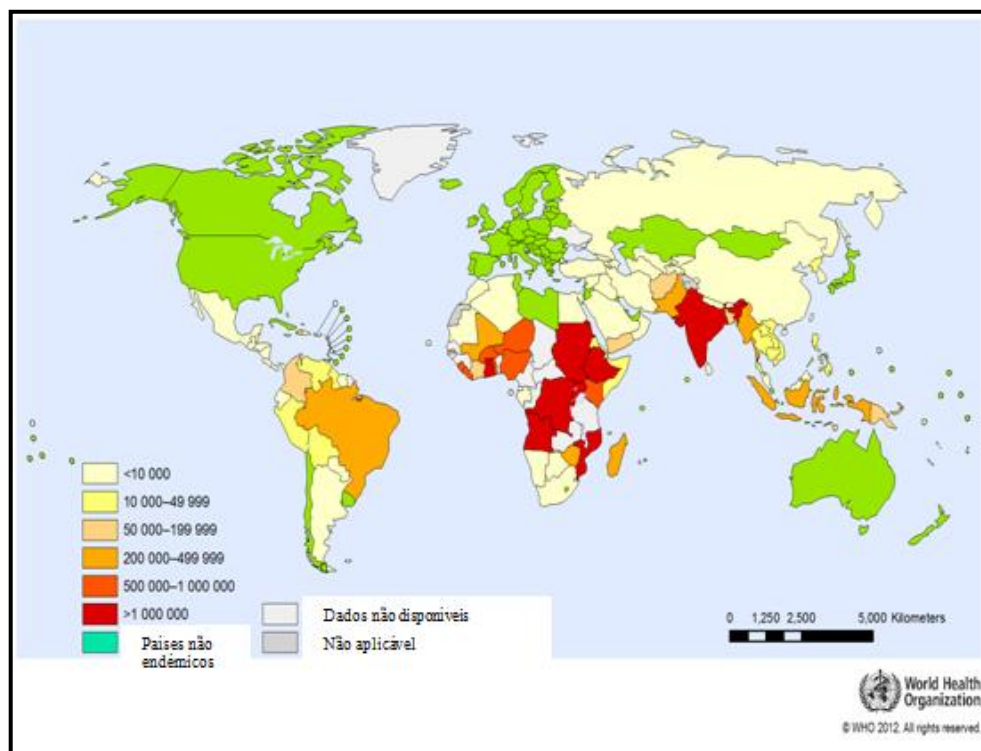 <10 000
10 000–49 999
50 000–199 999
200 000–499 999
500 000–1 000 000
>1 000 000
Paises não
endémicos
Dados não disponiveis
Não aplicável
0 1,250 2,500 5,000 Kilometers
World Health
Organization
© WHO 2012. All rights reserved.